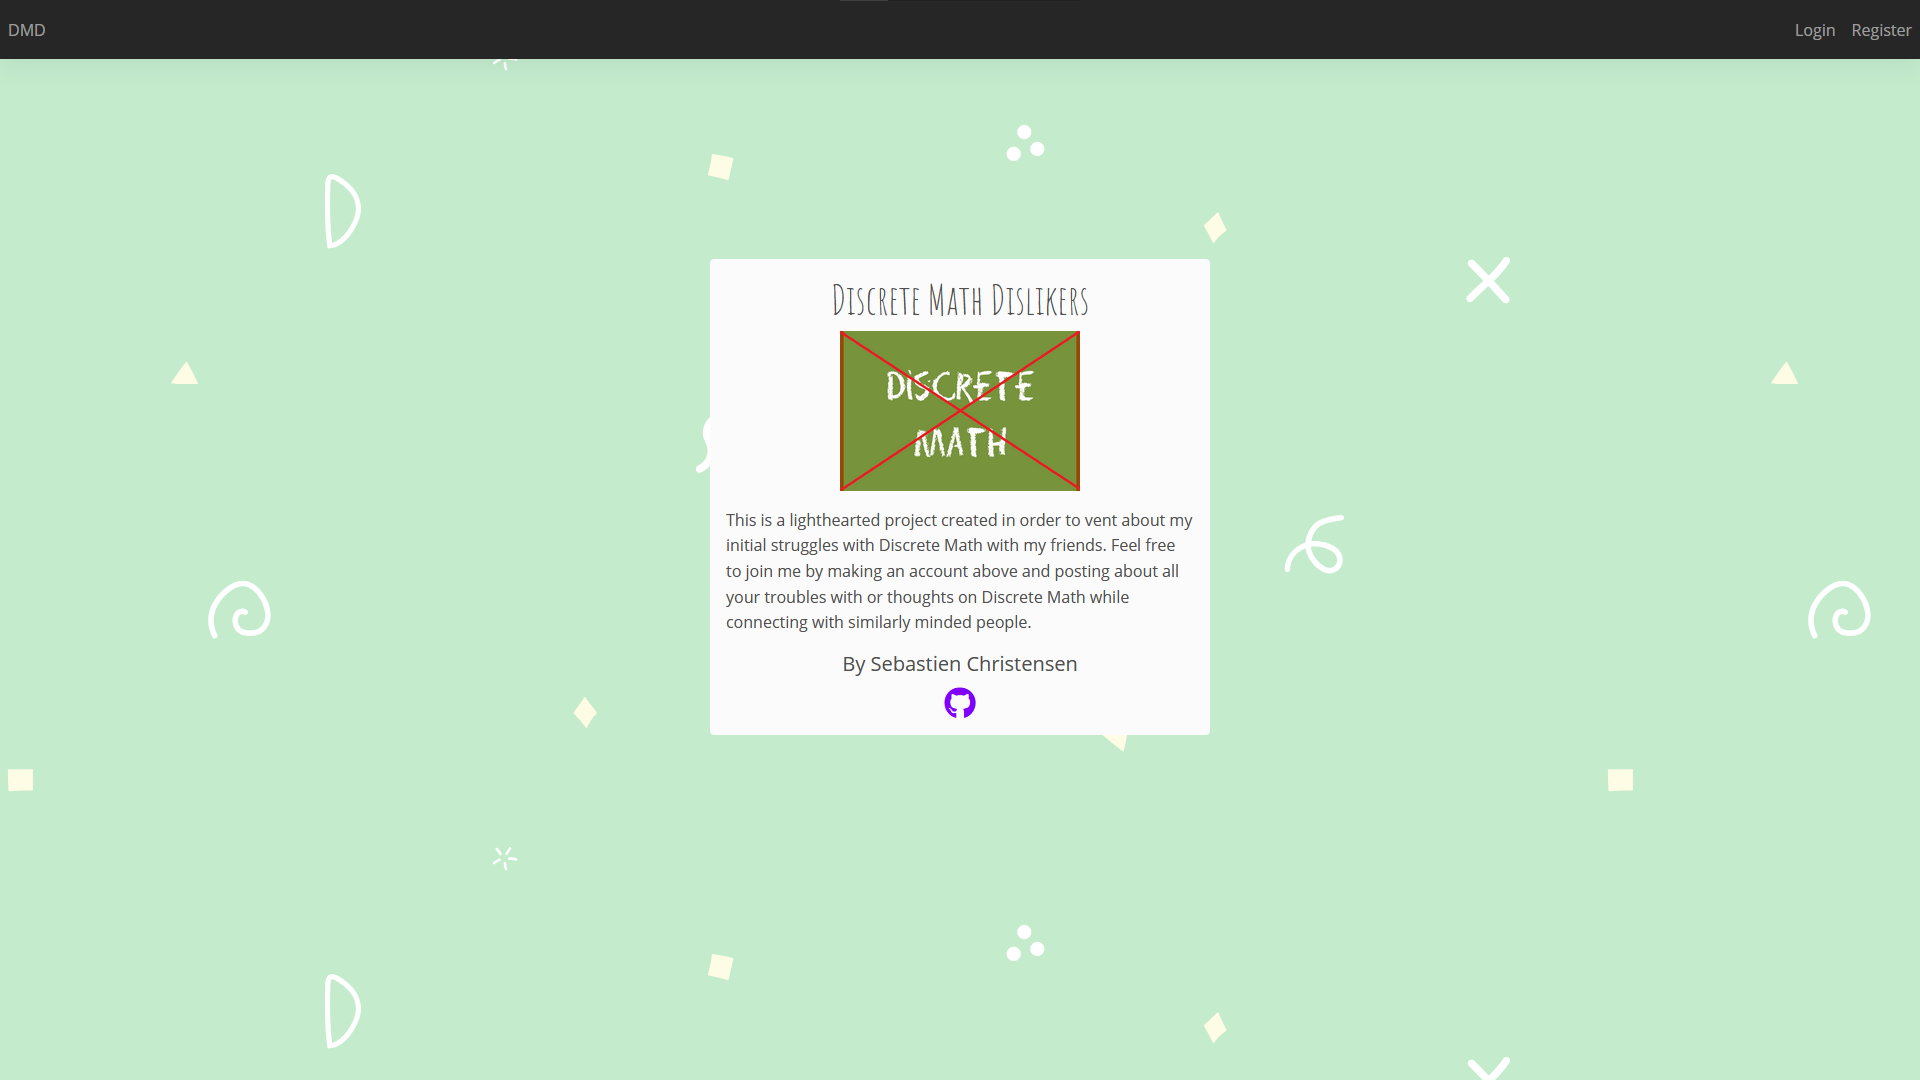 DMD
Login
Register
Discrete Math Dislikers
DISCRETE
MATH
This is a lighthearted project created in order to vent about my
initial struggles with Discrete Math with my friends. Feel free
to join me by making an account above and posting about all
your troubles with or thoughts on Discrete Math while
connecting with similarly minded people.
By Sebastien Christensen